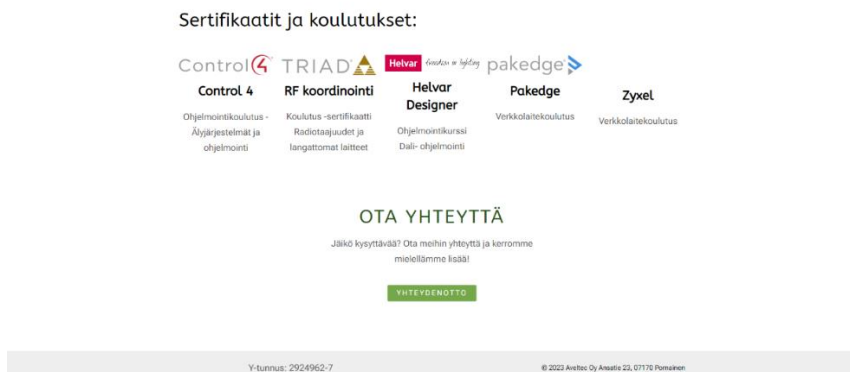 Sertifikaatit ja koulutukset:
Control4
TRIAD
Helvar freedom in lighting
pakedge
Control 4
Ohjelmointikoulutus -
Älyjärjestelmät ja
ohjelmointi
RF koordinointi
Koulutus -sertifikaatti
Radiotaajuudet ja
langattomat laitteet
Helvar
Designer
Ohjelmointikurssi
Dali- ohjelmointi
Pakedge
Verkkolaitekoulutus
Zyxel
Verkkolaitekoulutus
OTA YHTEYTTÄ
Jäikö kysyttävää? Ota meihin yhteyttä ja kerromme
mielellämme lisää!
YHTEYDENOTTO
Y-tunnus: 2924962-7
© 2023 Aveltec Oy Ansatie 23, 07170 Pornainen